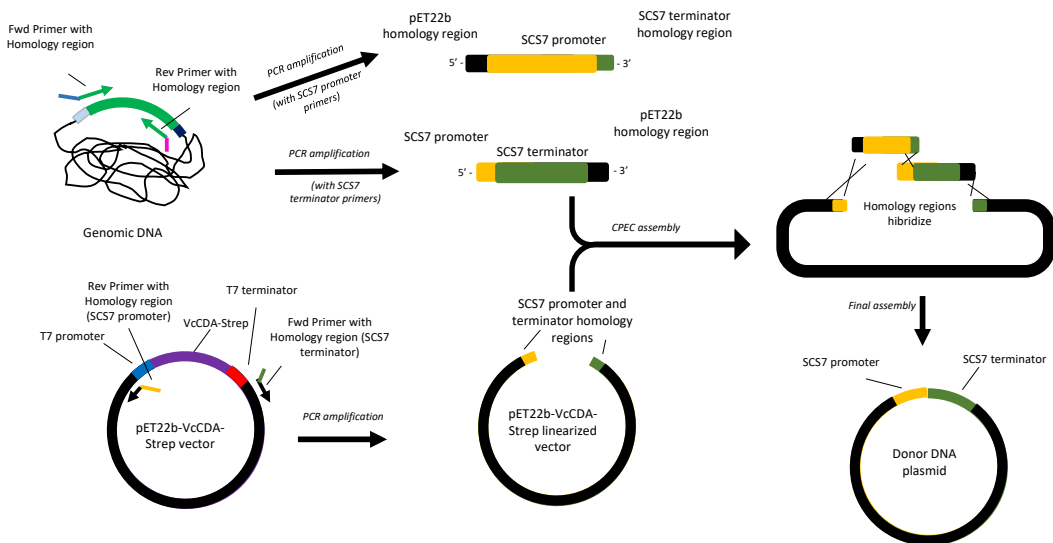 Fwd Primer with
Homology region
Rev Primer with
Homology region
Genomic DNA
PCR amplification
(with SCS7 promoter
primers)
pET22b
homology region
SCS7 promoter
SCS7 terminator
homology region
5' -
- 3'
PCR amplification
(with SCS7
terminator primers)
SCS7 promoter
SCS7 terminator
pET22b
homology region
5' -
- 3'
CPEC assembly
Homology regions
hibridize
Final assembly
Rev Primer with
Homology region
(SCS7 promoter)
T7 promoter
VcCDA-Strep
T7 terminator
Fwd Primer with
Homology region (SCS7
terminator)
pET22b-VcCDA-
Strep vector
PCR amplification
SCS7 promoter and
terminator homology
regions
pET22b-VcCDA-
Strep linearized
vector
SCS7 promoter
SCS7 terminator
Donor DNA
plasmid